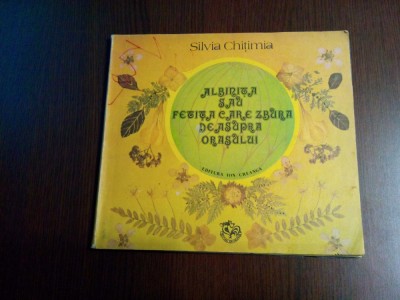 Silvia Chițimia
ALBINIȚA
SAU
FETIȚA CARE ZBURA
DEASUPRA
ORAȘULUI
EDITURA ION CREANGĂ